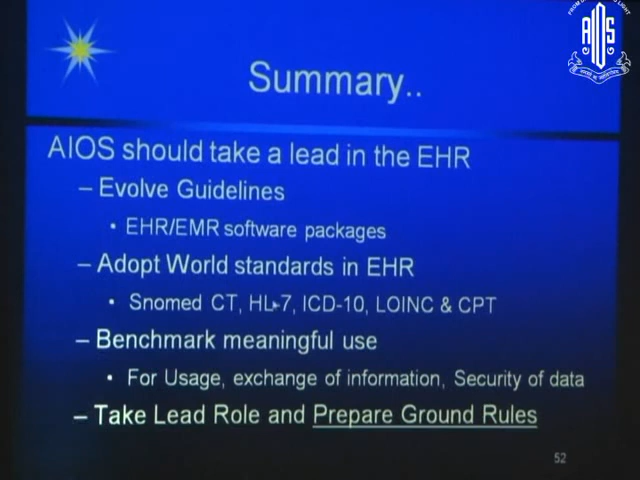 AIOS
Summary..
AIOS should take a lead in the EHR
– Evolve Guidelines
• EHR/EMR software packages
– Adopt World standards in EHR
• Snomed CT, HL-7, ICD-10, LOINC & CPT
– Benchmark meaningful use
• For Usage, exchange of information, Security of data
– Take Lead Role and Prepare Ground Rules
52